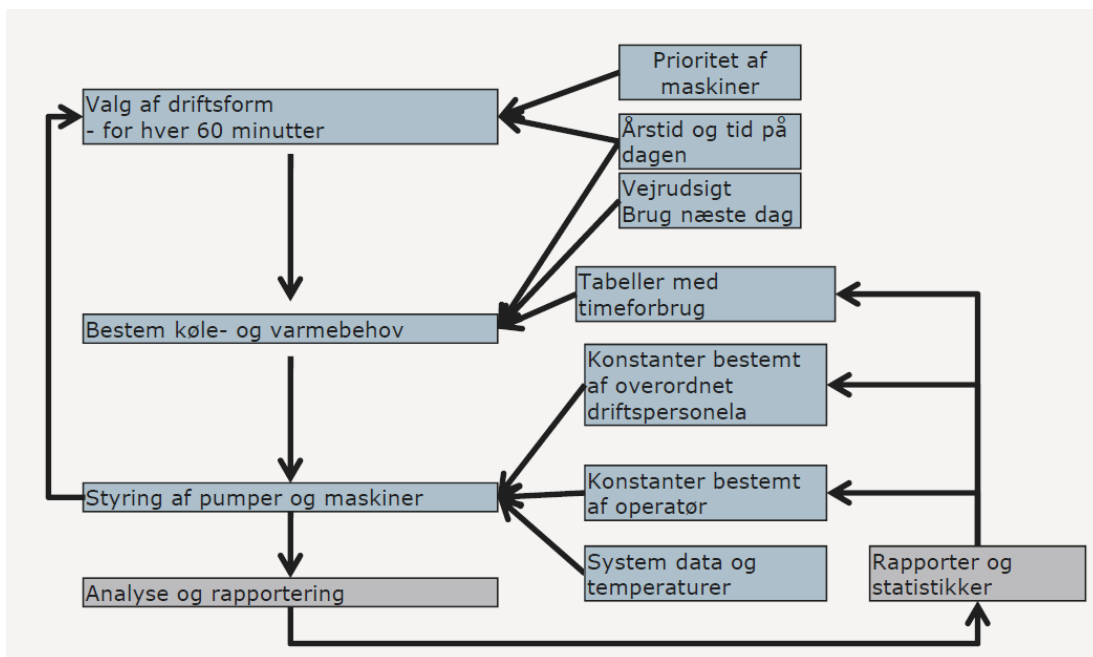 Prioritet af
maskiner
Valg af driftsform
- for hver 60 minutter
Årstid og tid på
dagen
Vejrudsigt
Brug næste dag
Tabeller med
timeforbrug
Bestem køle- og varmebehov
Konstanter bestemt
af overordnet
driftspersonela
Styring af pumper og maskiner
Konstanter bestemt
af operatør
System data og
temperaturer
Rapporter og
statistikker
Analyse og rapportering